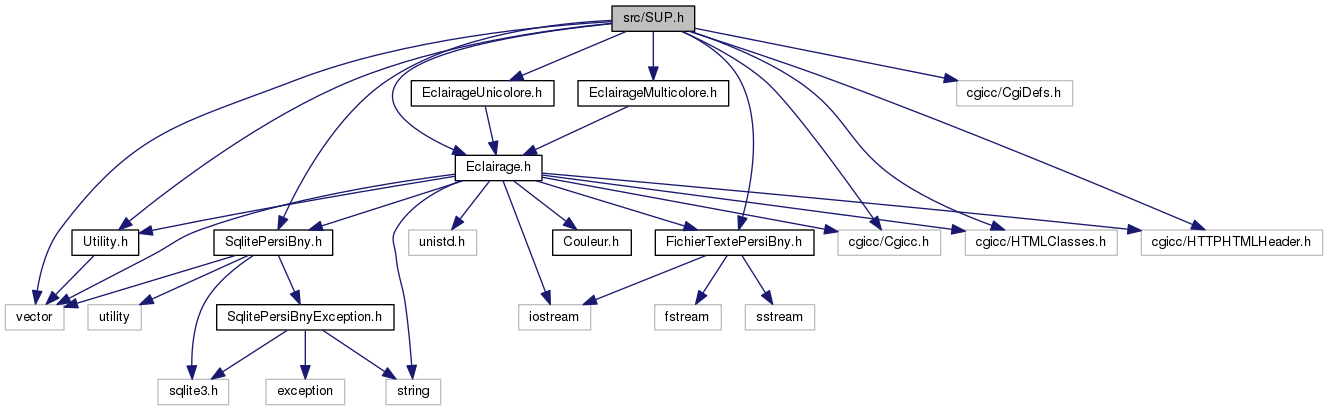 src/SUP.h
EclairageUnicolore.h
EclairageMulticolore.h
cgicc/CgiDefs.h
Eclairage.h
Utility.h
SqlitePersiBny.h
unistd.h
Couleur.h
FichierTextePersiBny.h
cgicc/Cgicc.h
cgicc/HTMLClasses.h
cgicc/HTTPHTMLHeader.h
vector
utility
SqlitePersiBnyException.h
iostream
fstream
sstream
sqlite3.h
exception
string